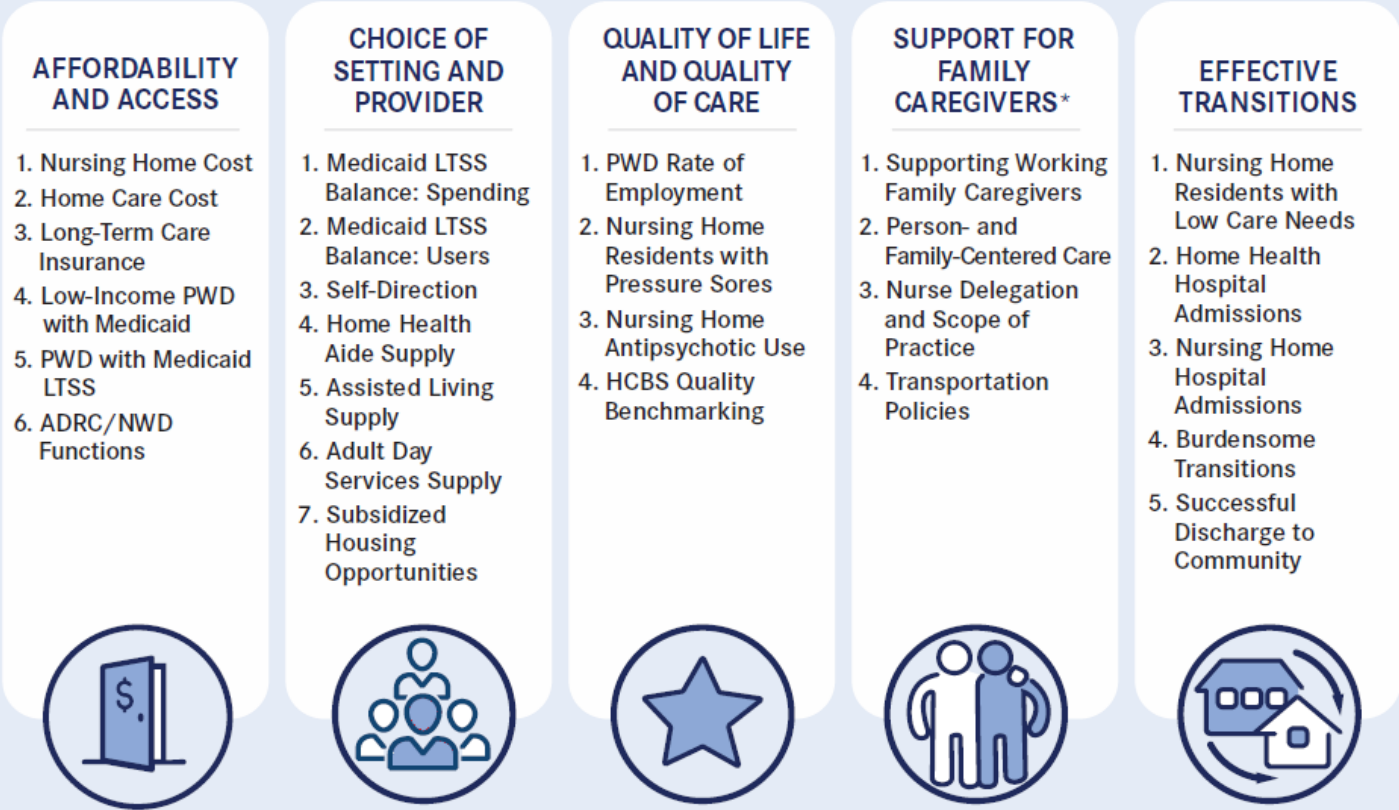 AFFORDABILITY
AND ACCESS
1. Nursing Home Cost
2. Home Care Cost
3. Long-Term Care
Insurance
4. Low-Income PWD
with Medicaid
5. PWD with Medicaid
LTSS
6. ADRC/NWD
Functions
$
CHOICE OF
SETTING AND
PROVIDER
1. Medicaid LTSS
Balance: Spending
2. Medicaid LTSS
Balance: Users
3. Self-Direction
4. Home Health
Aide Supply
5. Assisted Living
Supply
6. Adult Day
Services Supply
7. Subsidized
Housing
Opportunities
QUALITY OF LIFE
AND QUALITY
OF CARE
1. PWD Rate of
Employment
2. Nursing Home
Residents with
Pressure Sores
3. Nursing Home
Antipsychotic Use
4. HCBS Quality
Benchmarking
SUPPORT FOR
FAMILY
CAREGIVERS*
1. Supporting Working
Family Caregivers
2. Person- and
Family-Centered Care
3. Nurse Delegation
and Scope of
Practice
4. Transportation
Policies
EFFECTIVE
TRANSITIONS
1. Nursing Home
Residents with
Low Care Needs
2. Home Health
Hospital
Admissions
3. Nursing Home
Hospital
Admissions
4. Burdensome
Transitions
5. Successful
Discharge to
Community